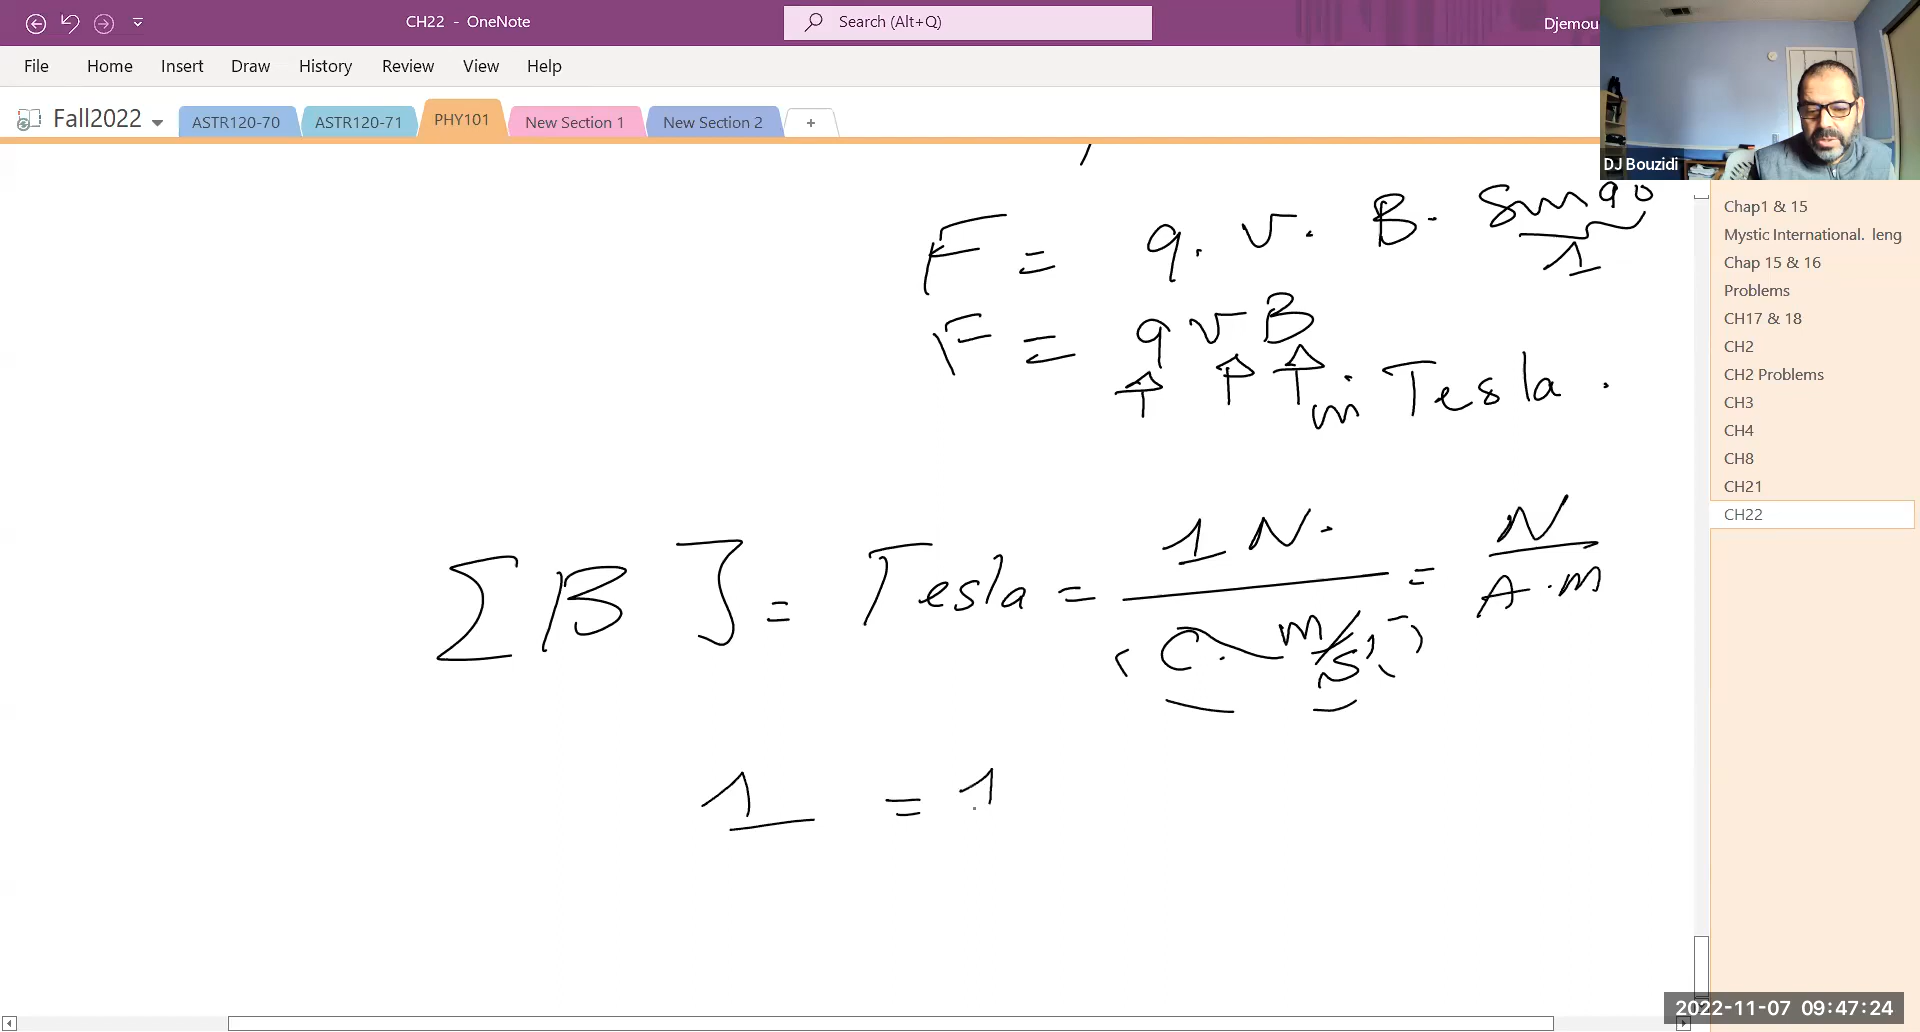 CH22 - OneNote
Search (Alt+Q)
Djemou
File Home Insert Draw History Review View Help
Fall2022 ASTR120-70 ASTR120-71 PHY101 New Section 1 New Section 2 +
DJ Bouzidi
F = q. v. B. Sin 90
1
F = q v B
in Tesla.
[B] = Tesla = 1 N. / (C. m/s) = N / A.m
1 = 1
Chap1 & 15
Mystic International. leng
Chap 15 & 16
Problems
CH17 & 18
CH2
CH2 Problems
CH3
CH4
CH8
CH21
CH22
2022-11-07 09:47:24